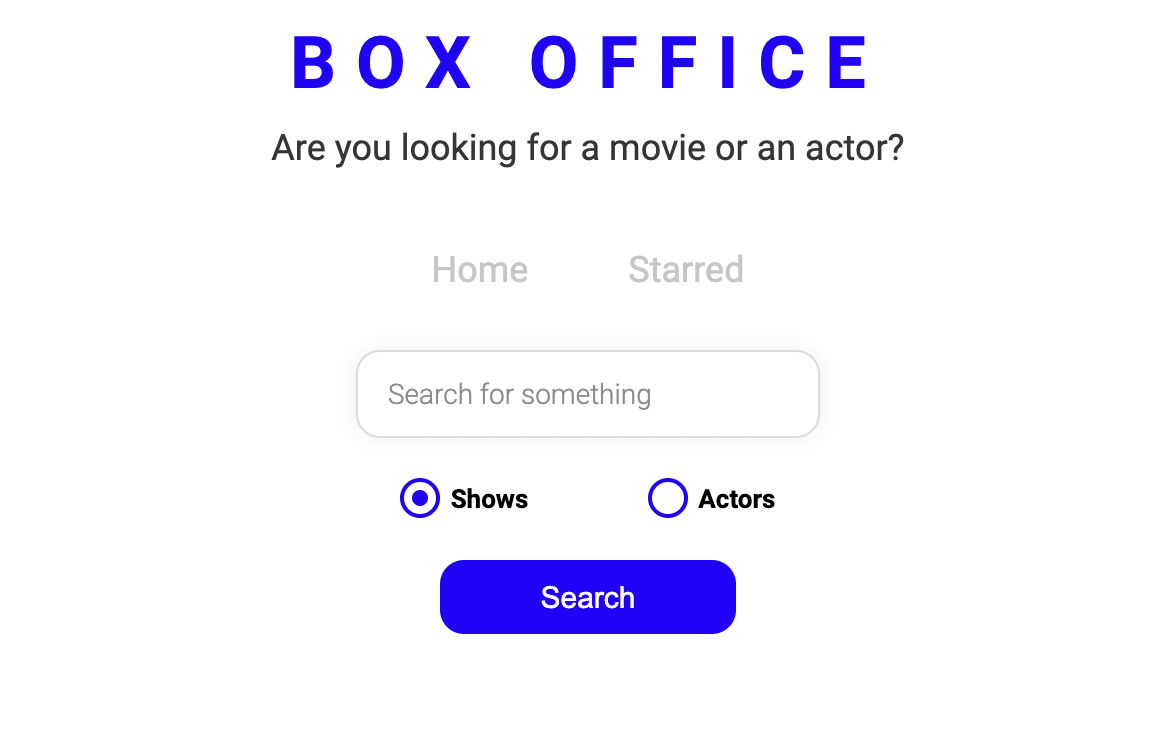 BOX OFFICE
Are you looking for a movie or an actor?
Home Starred
Search for something
Shows Actors
Search